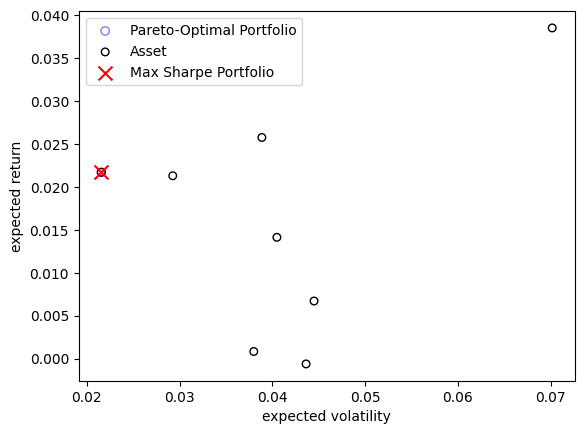 Pareto-Optimal Portfolio
Asset
Max Sharpe Portfolio
0.040
0.035
0.030
0.025
0.020
0.015
0.010
0.005
0.000
expected return
0.02 0.03 0.04 0.05 0.06 0.07
expected volatility